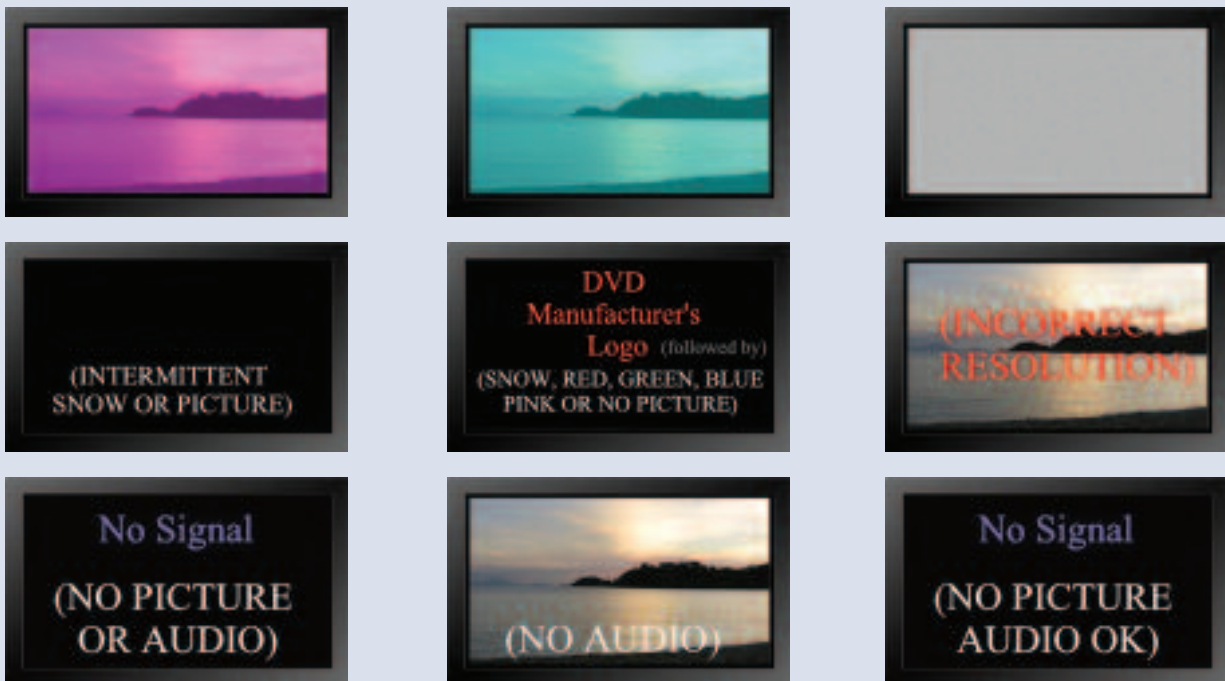 (INTERMITTENT
SNOW OR PICTURE)
DVD
Manufacturer's
Logo (followed by)
(SNOW, RED, GREEN, BLUE
PINK OR NO PICTURE)
(INCORRECT
RESOLUTION)
No Signal
(NO PICTURE
OR AUDIO)
(NO AUDIO)
No Signal
(NO PICTURE
AUDIO OK)